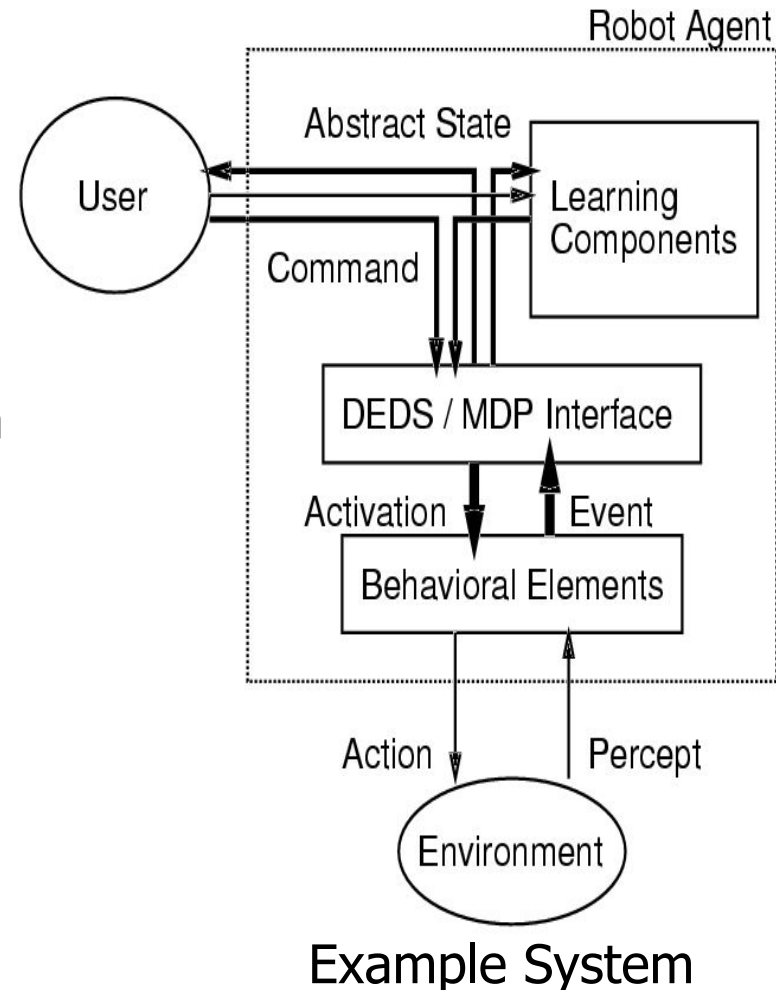 Robot Agent
Abstract State
User
Learning
Components
Command
DEDS / MDP Interface
Activation
Event
Behavioral Elements
Action
Percept
Environment
Example System